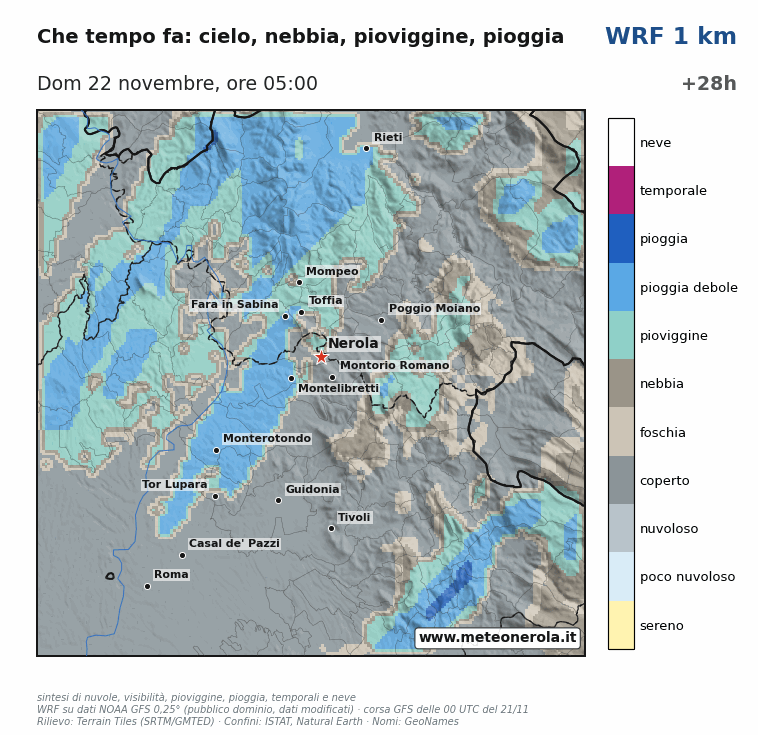 Che tempo fa: cielo, nebbia, pioviggine, pioggia
WRF 1 km
Dom 22 novembre, ore 05:00
+28h
Rieti
Mompeo
Fara in Sabina
Toffia
Poggio Moiano
Nerola
Montorio Romano
Montelibretti
Monterotondo
Tor Lupara
Guidonia
Tivoli
Casal de' Pazzi
Roma
www.meteonerola.it
neve
temporale
pioggia
pioggia debole
pioviggine
nebbia
foschia
coperto
nuvoloso
poco nuvoloso
sereno
sintesi di nuvole, visibilità, pioviggine, pioggia, temporali e neve
WRF su dati NOAA GFS 0,25° (pubblico dominio, dati modificati) · corsa GFS delle 00 UTC del 21/11
Rilievo: Terrain Tiles (SRTM/GMTED) · Confini: ISTAT, Natural Earth · Nomi: GeoNames